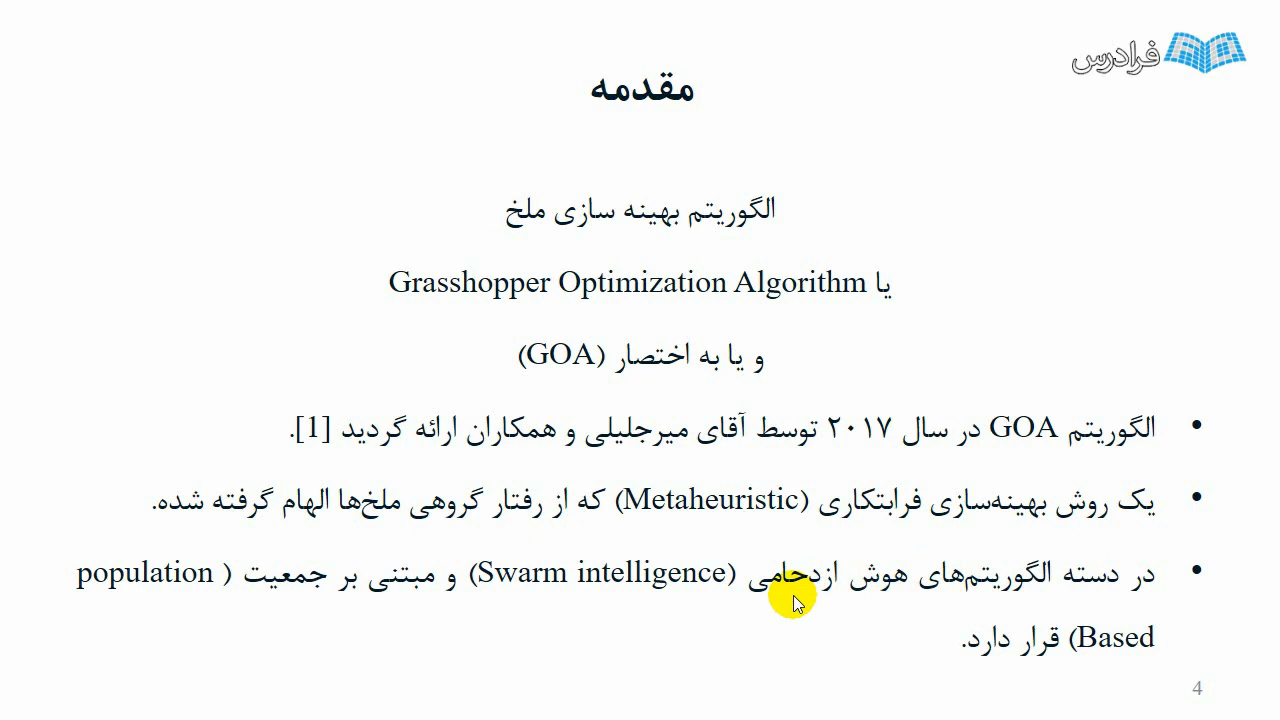 فرادرس
مقدمه
الگوریتم بهینه سازی ملخ
یا Grasshopper Optimization Algorithm
و یا به اختصار (GOA)
• الگوریتم GOA در سال ۲۰۱۷ توسط آقای میرجلیلی و همکاران ارائه گردید [1].
• یک روش بهینه‌سازی فرابتکاری (Metaheuristic) که از رفتار گروهی ملخ‌ها الهام گرفته شده.
• در دسته الگوریتم‌های هوش ازدحامی (Swarm intelligence) و مبتنی بر جمعیت (population
Based) قرار دارد.
4